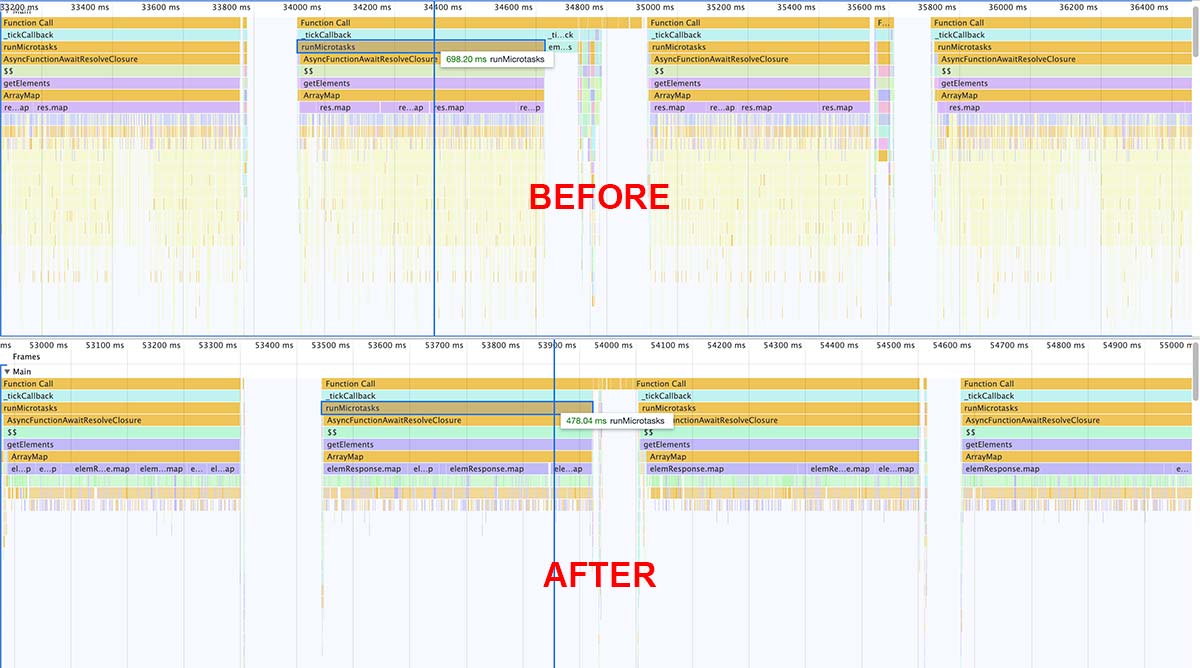 33200 ms 33400 ms 33600 ms 33800 ms 34000 ms 34200 ms 34400 ms 34600 ms 34800 ms 35000 ms 35200 ms 35400 ms 35600 ms 35800 ms 36000 ms 36200 ms 36400 ms
Function Call Function Call Function Call F... Function Call
_tickCallback _tickCallback _ti...ck _tickCallback _tickCallback
runMicrotasks runMicrotasks em...s runMicrotasks runMicrotasks
AsyncFunctionAwaitResolveClosure AsyncFunctionAwaitResolveClosure 698.20 ms runMicrotasks AsyncFunctionAwaitResolveClosure AsyncFunctionAwaitResolveClosure
$$ $$ $$ $$
getElements getElements getElements getElements
ArrayMap ArrayMap ArrayMap ArrayMap
re...ap res.map res.map re...ap res.map re...p res.map re...ap res.map res.map res.map
BEFORE
ms 53000 ms 53100 ms 53200 ms 53300 ms 53400 ms 53500 ms 53600 ms 53700 ms 53800 ms 53900 ms 54000 ms 54100 ms 54200 ms 54300 ms 54400 ms 54500 ms 54600 ms 54700 ms 54800 ms 54900 ms 55000 ms
Frames
▼ Main
Function Call Function Call Function Call Function Call
_tickCallback _tickCallback _tickCallback _tickCallback
runMicrotasks runMicrotasks runMicrotasks runMicrotasks
AsyncFunctionAwaitResolveClosure AsyncFunctionAwaitResolveClosure 478.04 ms runMicrotasks nctionAwaitResolveClosure AsyncFunctionAwaitResolveClosure
$$ $$ $$ $$
getElements getElements getElements getElements
ArrayMap ArrayMap ArrayMap ArrayMap
el...p e...p elemR...e.map elem...map e... el...ap elemResponse.map el...p elemResponse.map ele...ap elemResponse.map elemRe...e.map ele...map elemResponse.map e...
AFTER